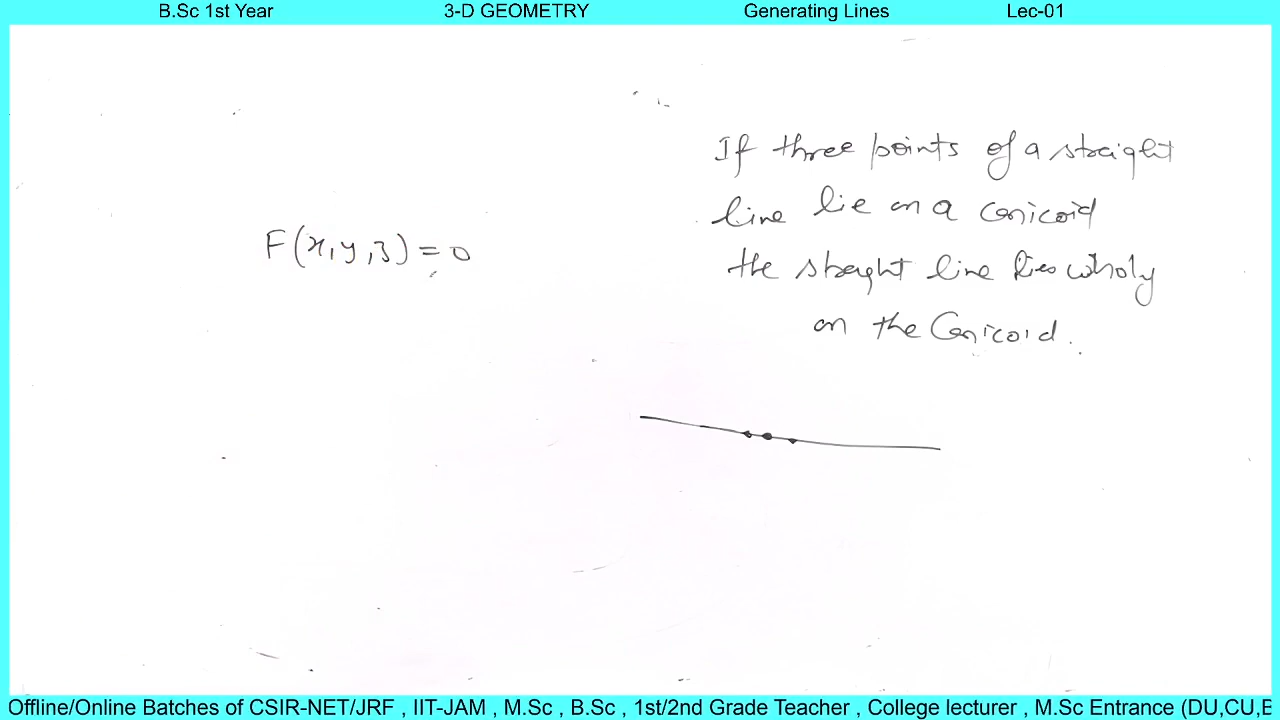 B.Sc 1st Year 3-D GEOMETRY Generating Lines Lec-01
If three points of a straight
line lie on a conicoid
F(x,y,z)=0
the straight line lies wholy
on the Conicoid.
Offline/Online Batches of CSIR-NET/JRF , IIT-JAM , M.Sc , B.Sc , 1st/2nd Grade Teacher , College lecturer , M.Sc Entrance (DU,CU,E